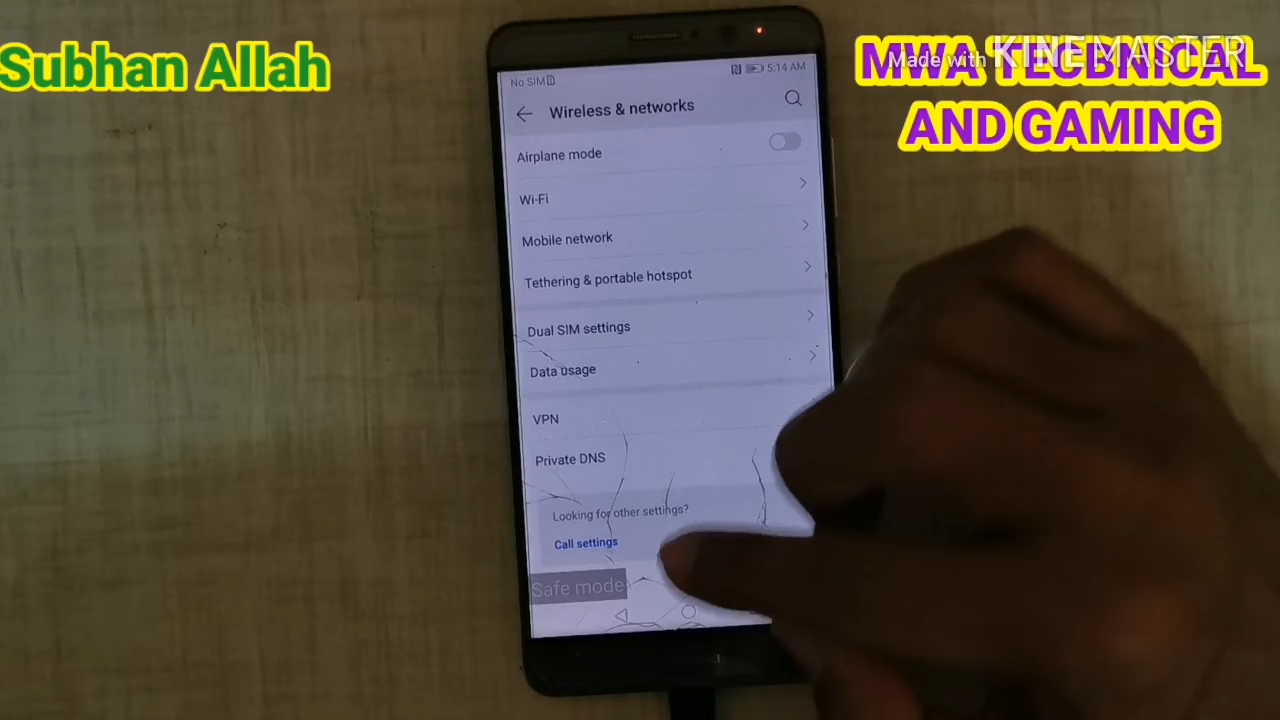 Subhan Allah
MWA TECBNICAL
AND GAMING
Made with KINEMASTER
No SIM
5:14 AM
Wireless & networks
Airplane mode
Wi-Fi
Mobile network
Tethering & portable hotspot
Dual SIM settings
Data usage
VPN
Private DNS
Looking for other settings?
Call settings
Safe mode